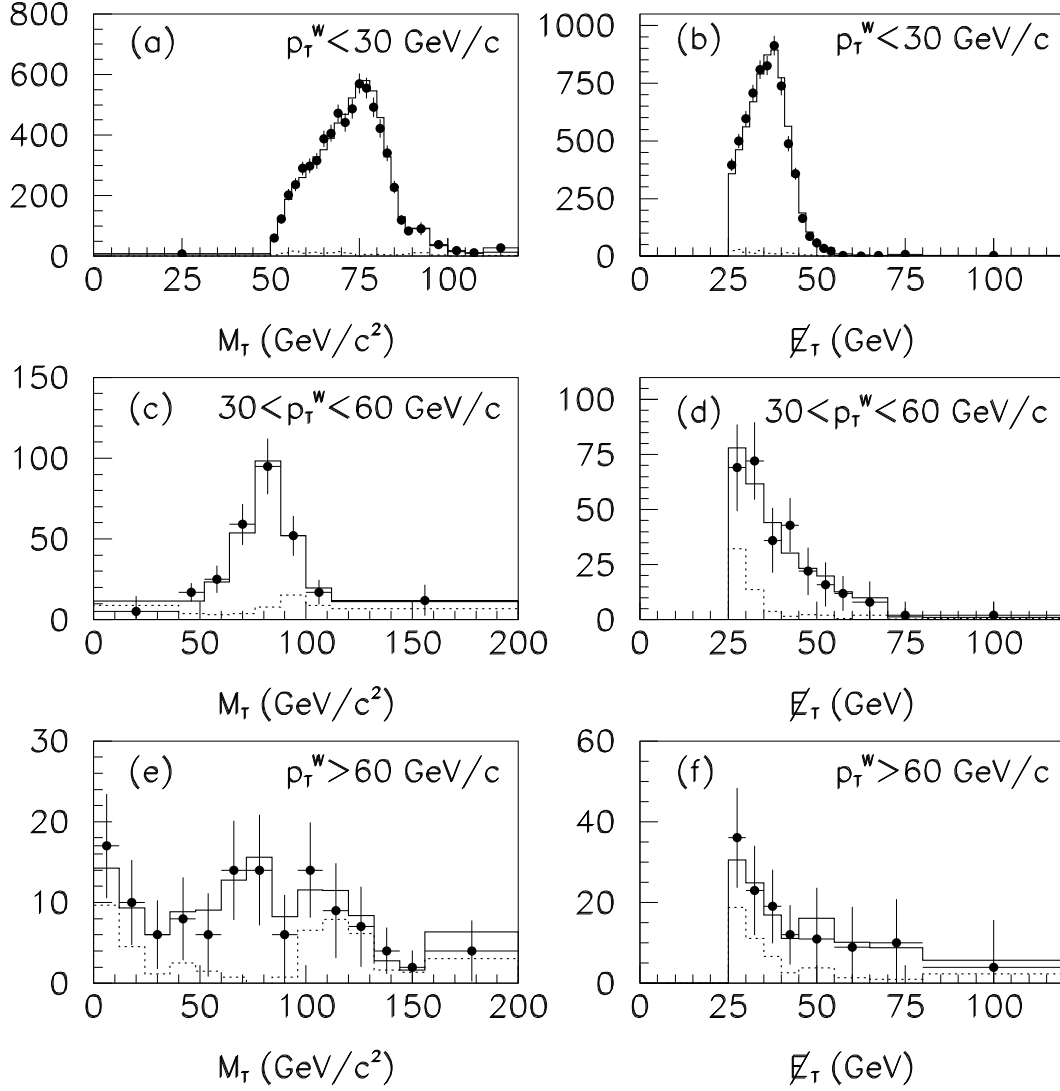 800
600
400
200
0
(a) p_T^W<30 GeV/c
0 25 50 75 100
M_T (GeV/c²)
1000
750
500
250
0
(b) p_T^W<30 GeV/c
0 25 50 75 100
E̸_T (GeV)
150
100
50
0
(c) 30<p_T^W<60 GeV/c
0 50 100 150 200
M_T (GeV/c²)
100
75
50
25
0
(d) 30<p_T^W<60 GeV/c
0 25 50 75 100
E̸_T (GeV)
30
20
10
0
(e) p_T^W>60 GeV/c
0 50 100 150 200
M_T (GeV/c²)
60
40
20
0
(f) p_T^W>60 GeV/c
0 25 50 75 100
E̸_T (GeV)